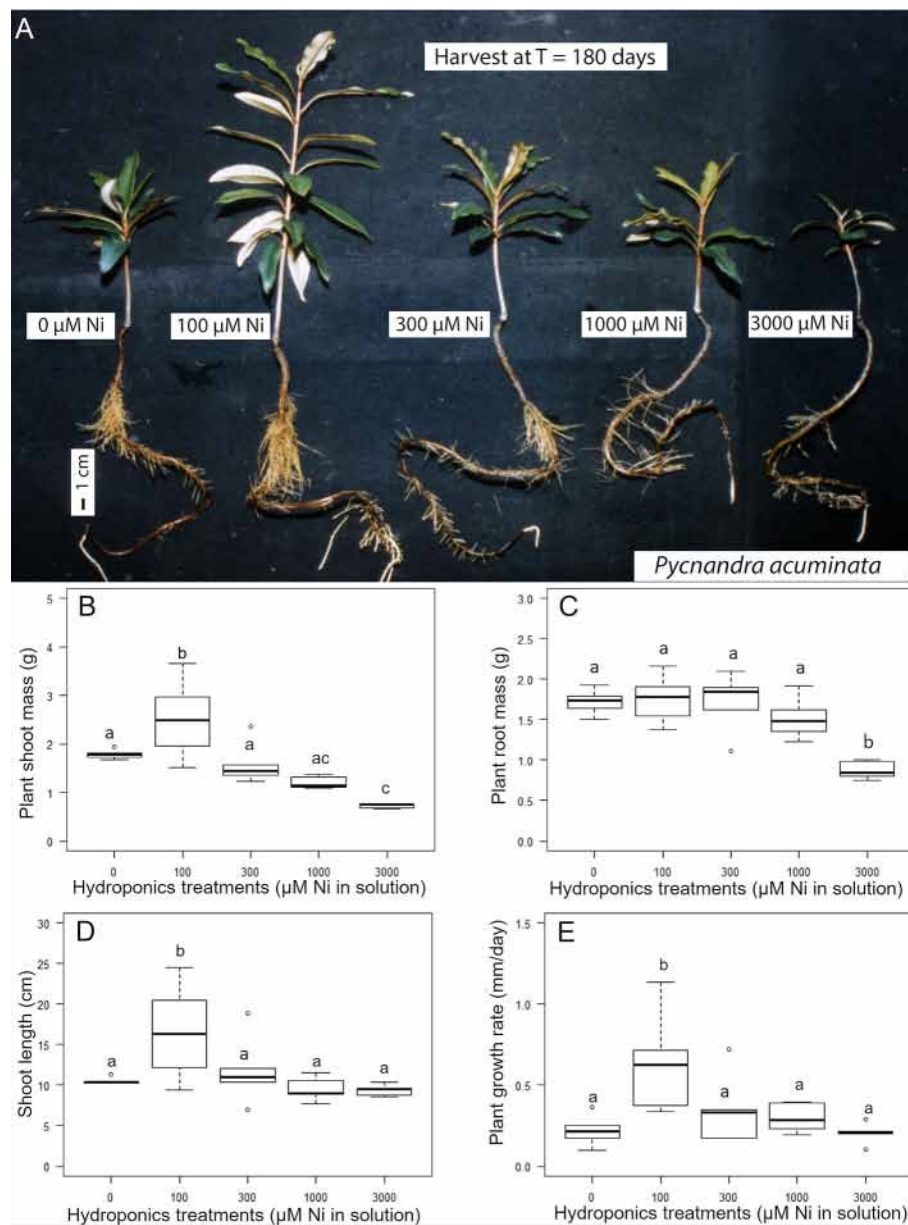 A
Harvest at T = 180 days
0 µM Ni
100 µM Ni
300 µM Ni
1000 µM Ni
3000 µM Ni
1 cm
Pycnandra acuminata
B
Plant shoot mass (g)
5
4
3
2
1
0
a
b
a
ac
c
0
100
300
1000
3000
Hydroponics treatments (µM Ni in solution)
C
Plant root mass (g)
3.0
2.5
2.0
1.5
1.0
0.5
0.0
a
a
a
a
b
0
100
300
1000
3000
Hydroponics treatments (µM Ni in solution)
D
Shoot length (cm)
30
25
20
15
10
5
0
a
b
a
a
a
0
100
300
1000
3000
Hydroponics treatments (µM Ni in solution)
E
Plant growth rate (mm/day)
1.5
1.0
0.5
0.0
a
b
a
a
a
0
100
300
1000
3000
Hydroponics treatments (µM Ni in solution)